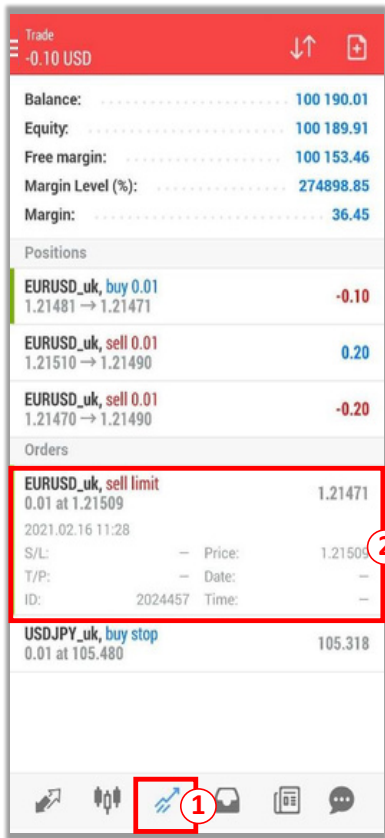 Trade
-0.10 USD
Balance: 100 190.01
Equity: 100 189.91
Free margin: 100 153.46
Margin Level (%): 274898.85
Margin: 36.45
Positions
EURUSD_uk, buy 0.01
1.21481 → 1.21471 -0.10
EURUSD_uk, sell 0.01
1.21510 → 1.21490 0.20
EURUSD_uk, sell 0.01
1.21470 → 1.21490 -0.20
Orders
EURUSD_uk, sell limit 1.21471
0.01 at 1.21509
2021.02.16 11:28
S/L: – Price: 1.21509
T/P: – Date: –
ID: 2024457 Time: –
2
USDJPY_uk, buy stop 105.318
0.01 at 105.480
1